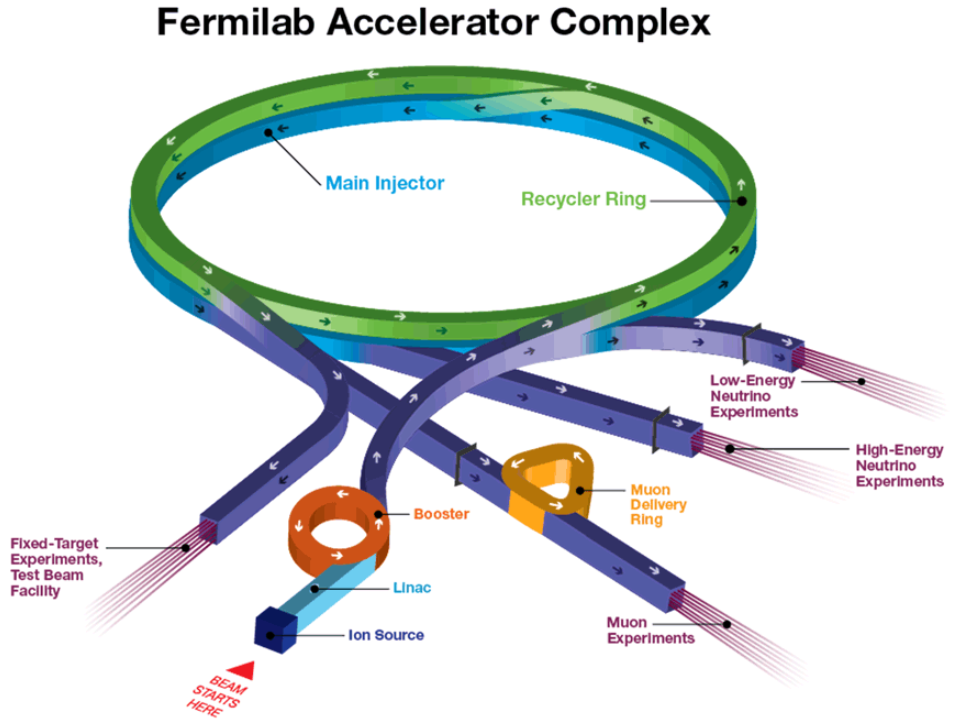 Fermilab Accelerator Complex
Main Injector
Recycler Ring
Low-Energy
Neutrino
Experiments
High-Energy
Neutrino
Experiments
Muon
Delivery
Ring
Booster
Fixed-Target
Experiments,
Test Beam
Facility
Linac
Ion Source
Muon
Experiments
BEAM
STARTS
HERE